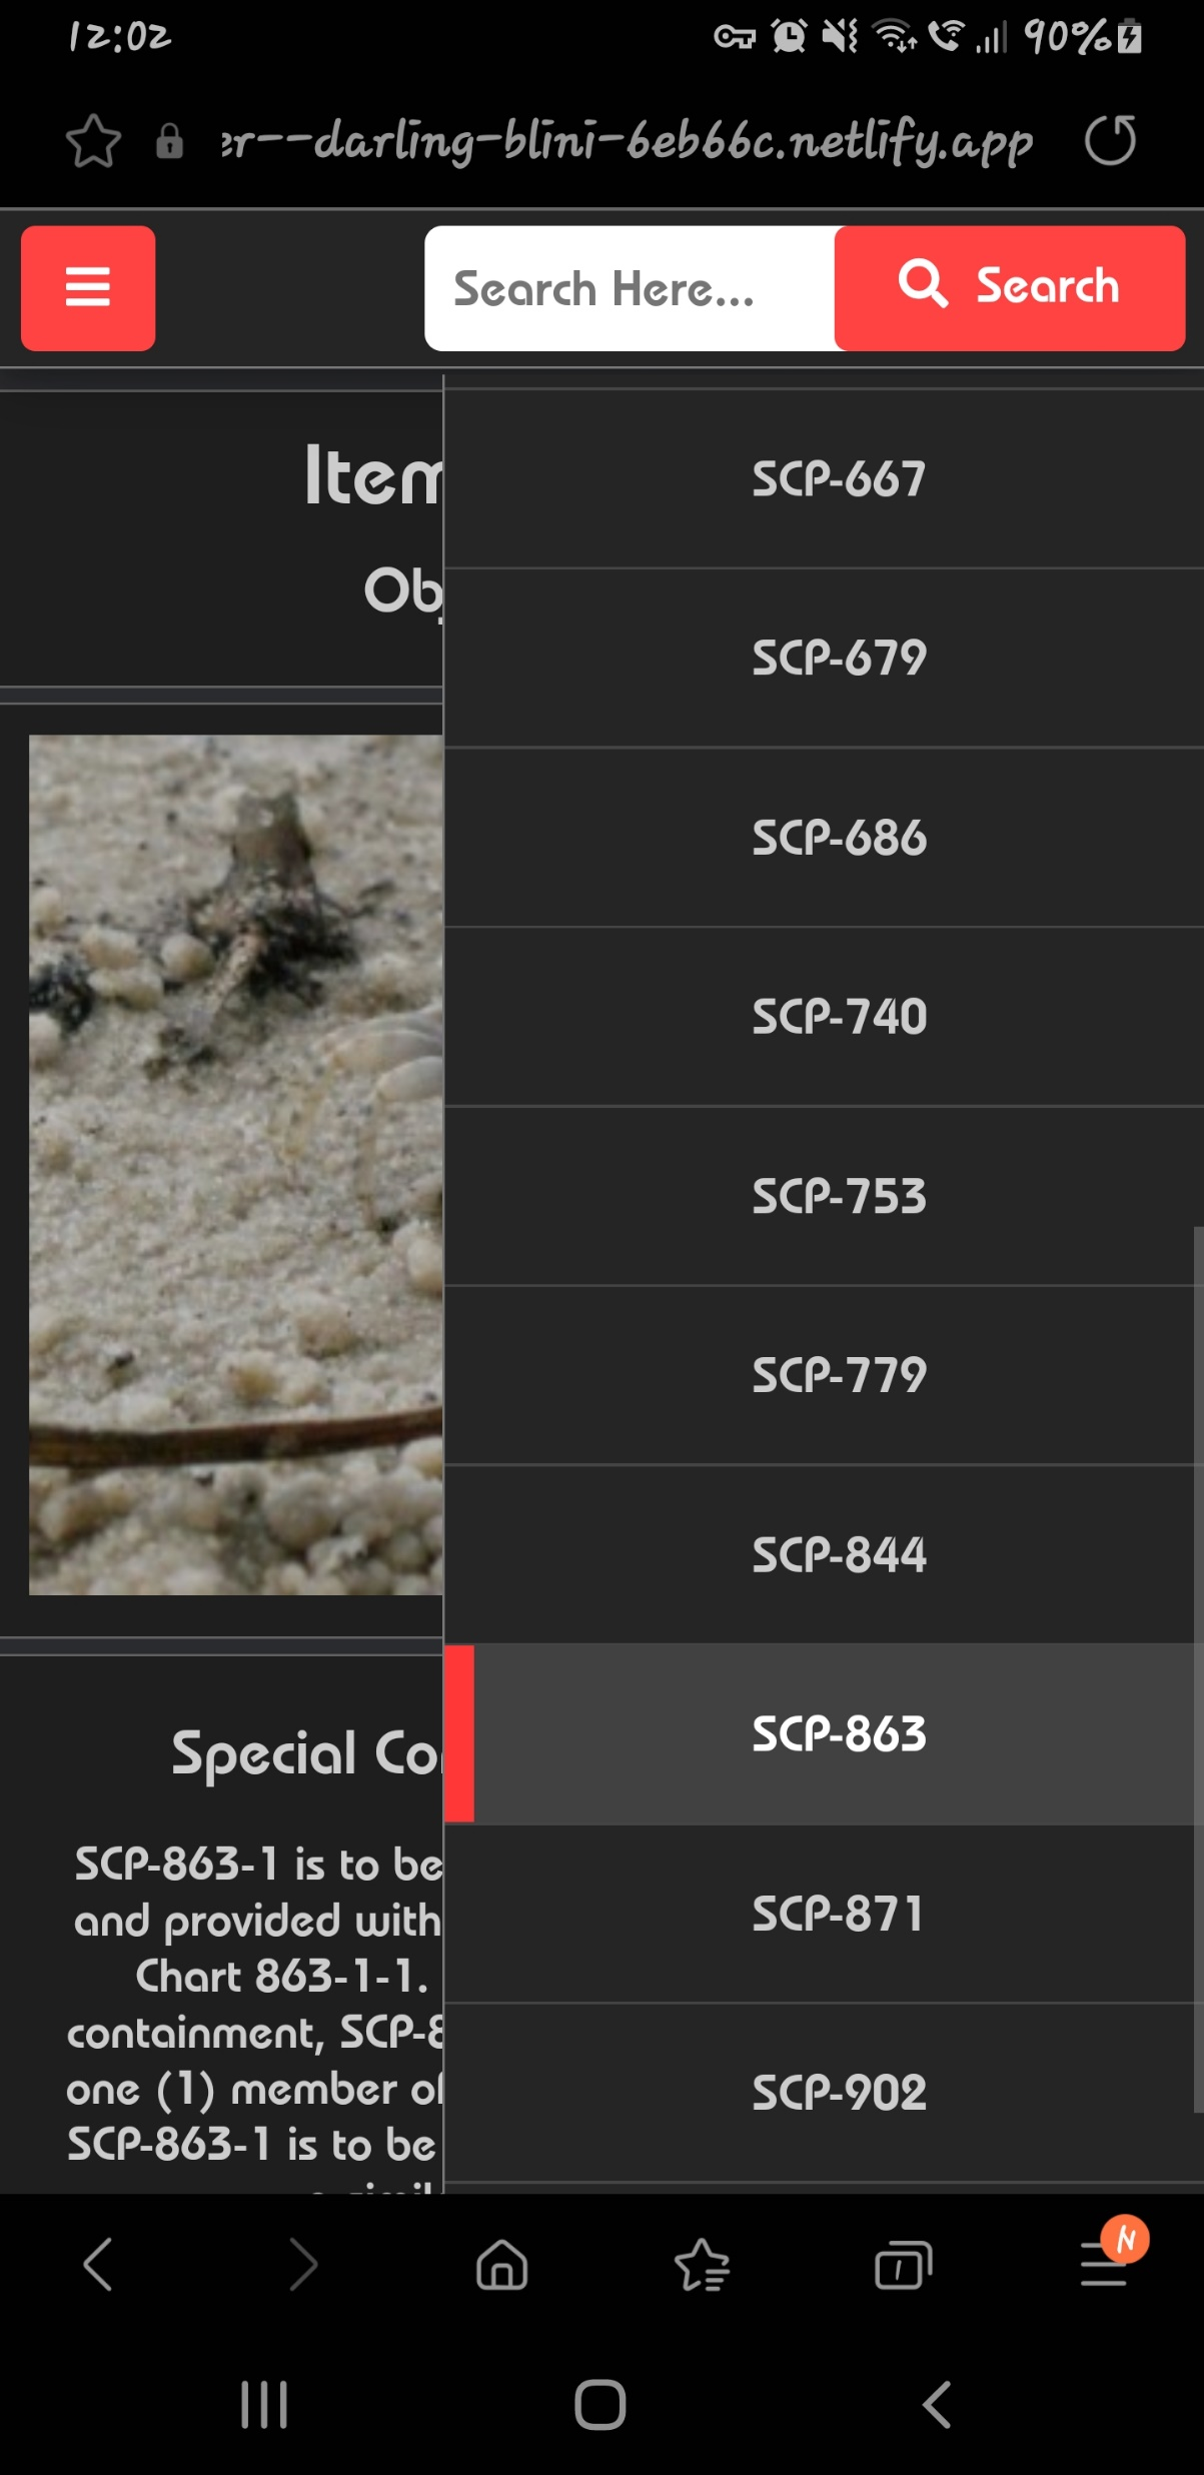 12:02
90%
er--darling-blini-6eb66c.netlify.app
Search Here...
Search
Item
Ob
Special Co
SCP-863-1 is to be
and provided with
Chart 863-1-1.
containment, SCP-8
one (1) member of
SCP-863-1 is to be
SCP-667
SCP-679
SCP-686
SCP-740
SCP-753
SCP-779
SCP-844
SCP-863
SCP-871
SCP-902
1
N